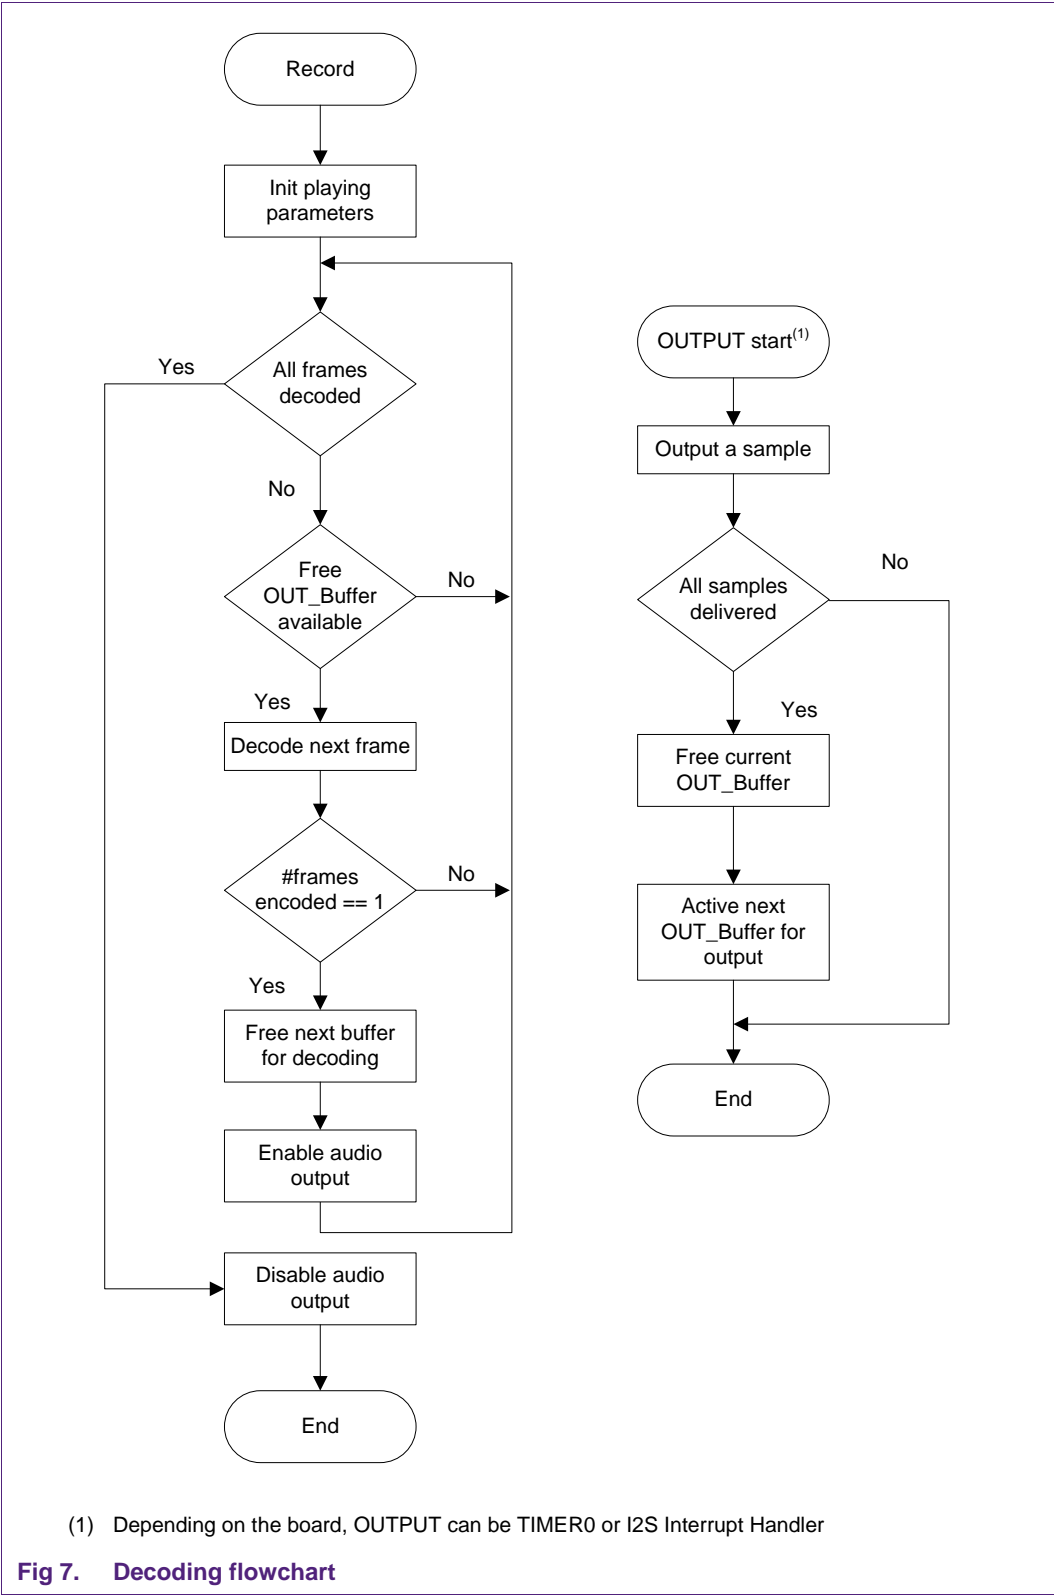 Record
Init playing
parameters
All frames
decoded
Yes
No
Free
OUT_Buffer
available
No
Yes
Decode next frame
#frames
encoded == 1
No
Yes
Free next buffer
for decoding
Enable audio
output
Disable audio
output
End
OUTPUT start(1)
Output a sample
All samples
delivered
No
Yes
Free current
OUT_Buffer
Active next
OUT_Buffer for
output
End
(1) Depending on the board, OUTPUT can be TIMER0 or I2S Interrupt Handler
Fig 7. Decoding flowchart